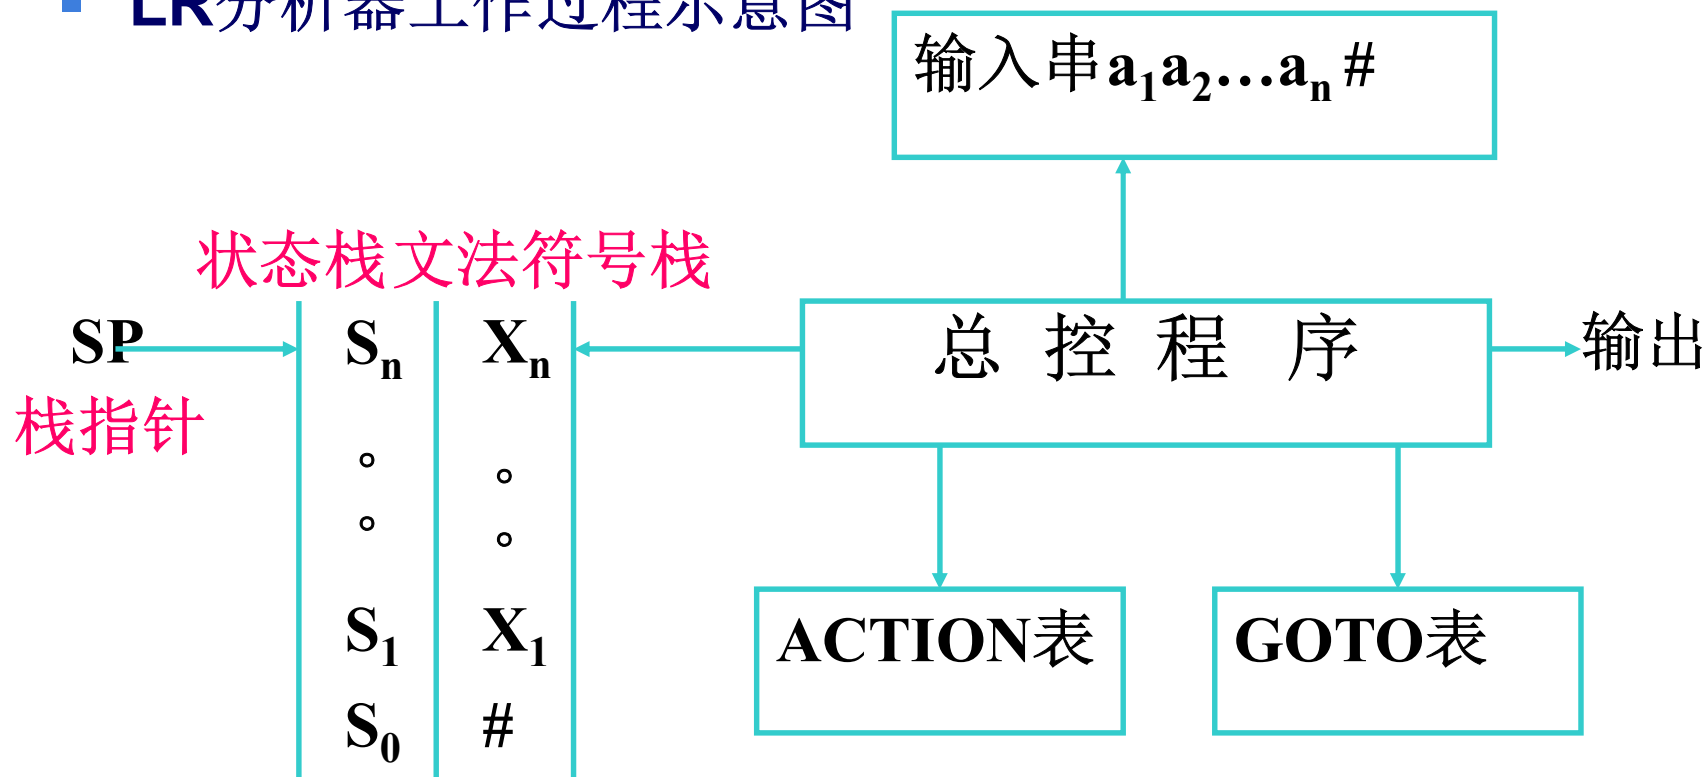 LR分析器工作过程示意图
输入串a₁a₂…aₙ #
状态栈文法符号栈
SP
Sₙ
Xₙ
总 控 程 序
输出
栈指针
。
。
。
。
S₁
X₁
ACTION表
GOTO表
S₀
#